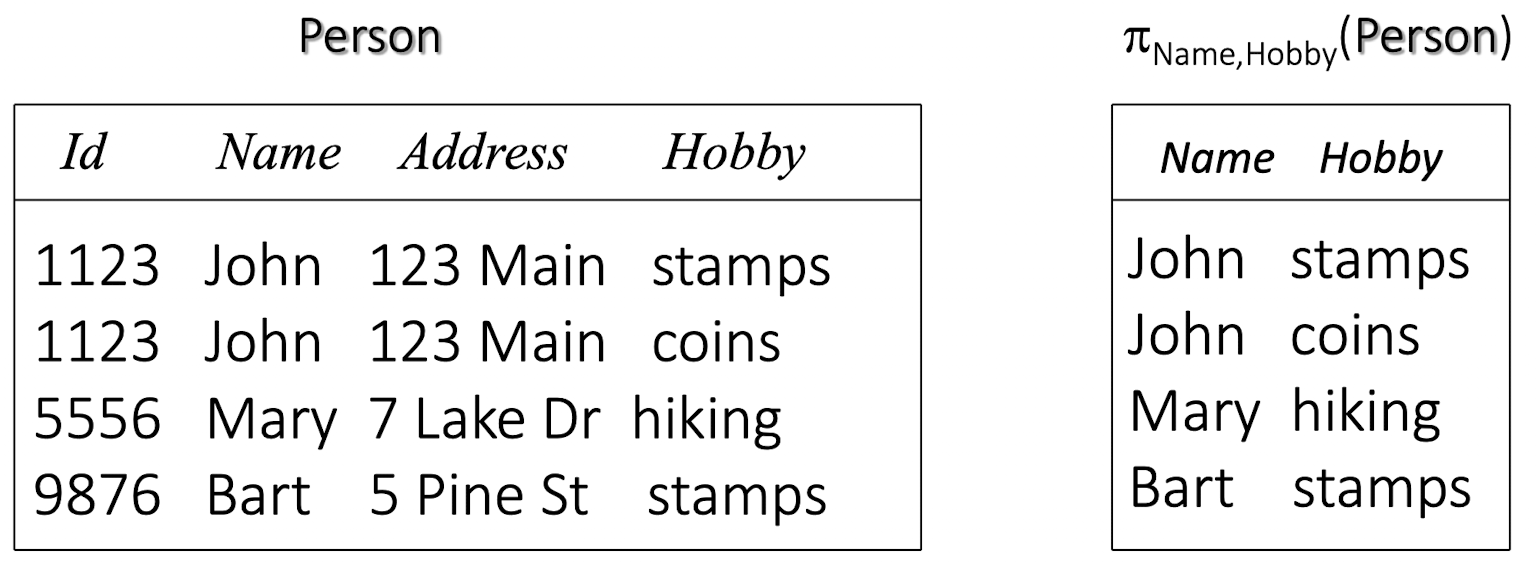 Person
Id Name Address Hobby
1123 John 123 Main stamps
1123 John 123 Main coins
5556 Mary 7 Lake Dr hiking
9876 Bart 5 Pine St stamps
πName,Hobby(Person)
Name Hobby
John stamps
John coins
Mary hiking
Bart stamps